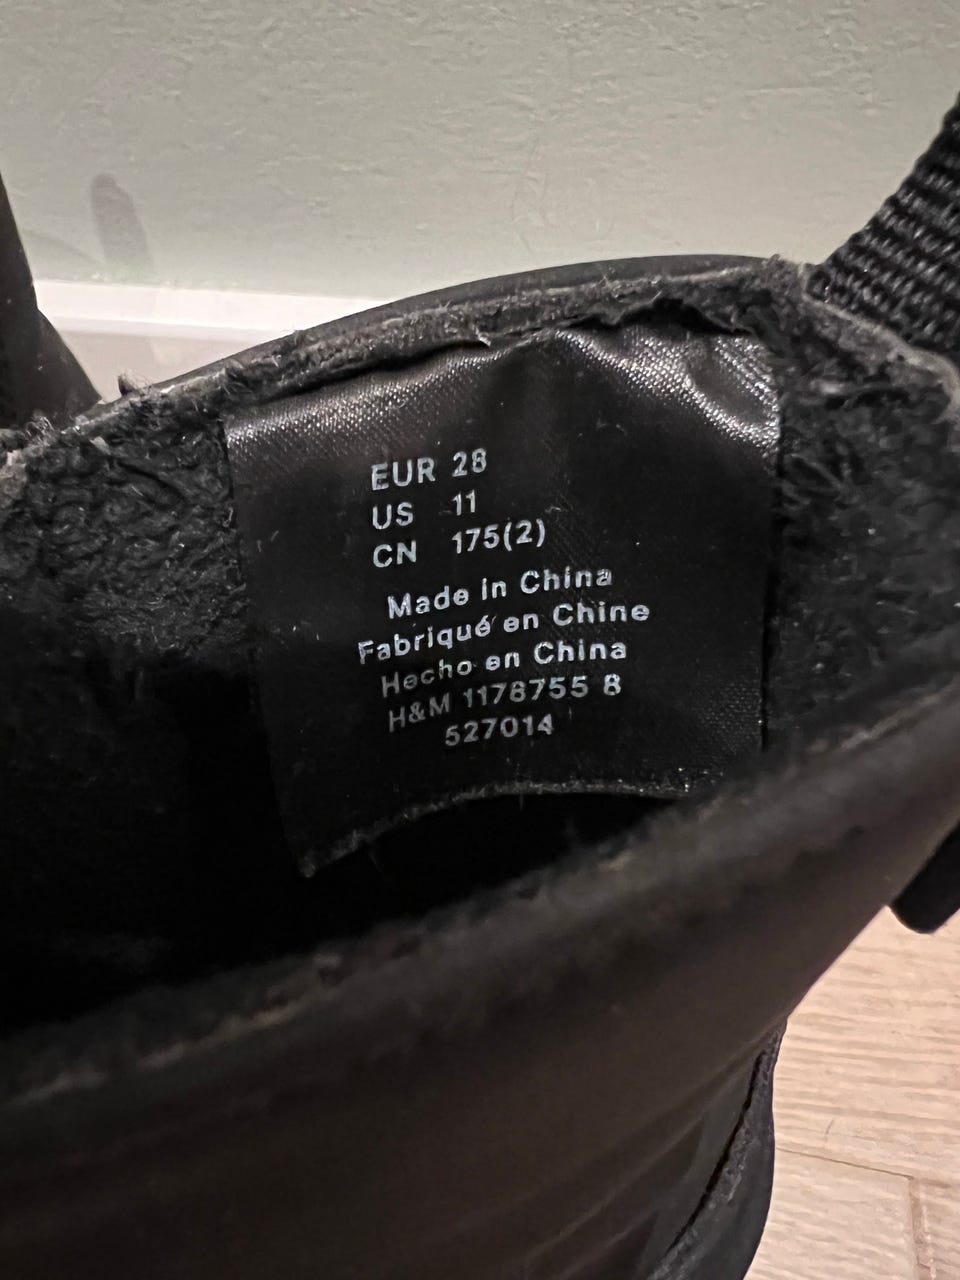 EUR 28
US 11
CN 175(2)
Made in China
Fabriqué en Chine
Hecho en China
H&M 1178755 8
527014